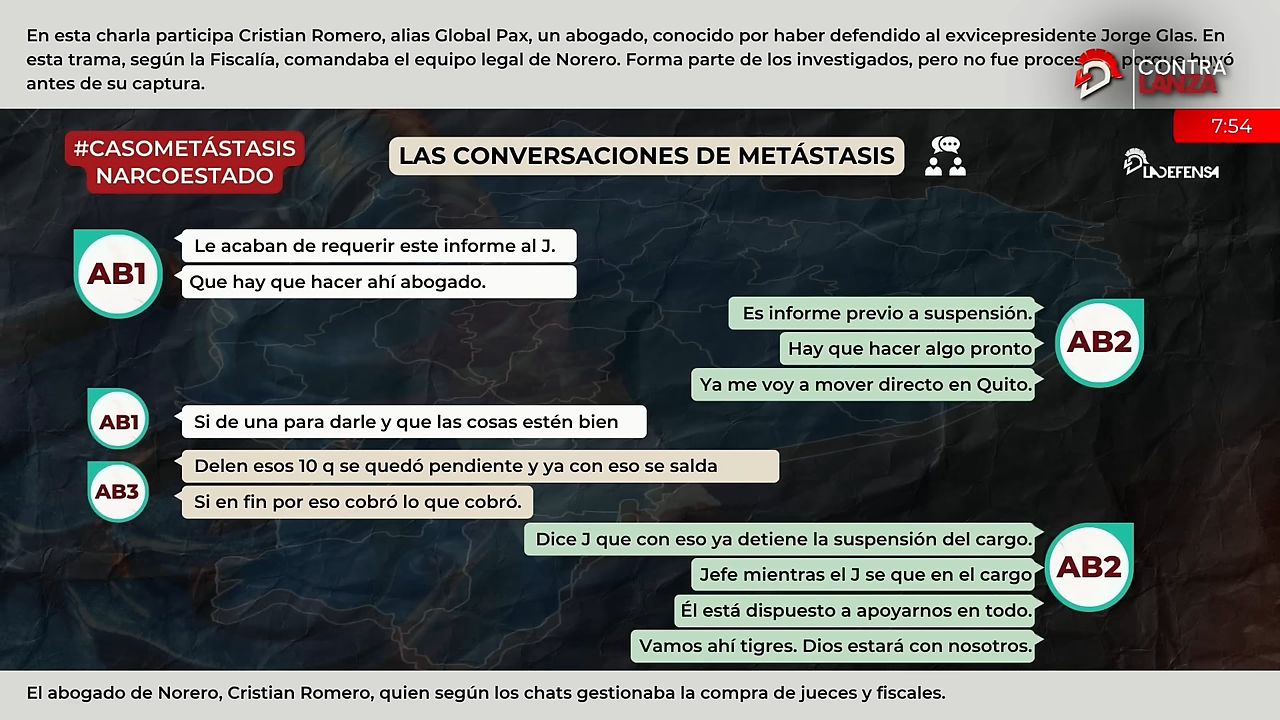 En esta charla participa Cristian Romero, alias Global Pax, un abogado, conocido por haber defendido al exvicepresidente Jorge Glas. En
esta trama, según la Fiscalía, comandaba el equipo legal de Norero. Forma parte de los investigados, pero no fue
antes de su captura.
CONTRA
LANZA
7:54
#CASOMETÁSTASIS
NARCOESTADO
LAS CONVERSACIONES DE METÁSTASIS
LADEFENSA
AB1
Le acaban de requerir este informe al J.
Que hay que hacer ahí abogado.
Es informe previo a suspensión.
Hay que hacer algo pronto
Ya me voy a mover directo en Quito.
AB2
AB1
Si de una para darle y que las cosas estén bien
AB3
Delen esos 10 q se quedó pendiente y ya con eso se salda
Si en fin por eso cobró lo que cobró.
Dice J que con eso ya detiene la suspensión del cargo.
Jefe mientras el J se que en el cargo
Él está dispuesto a apoyarnos en todo.
Vamos ahí tigres. Dios estará con nosotros.
AB2
El abogado de Norero, Cristian Romero, quien según los chats gestionaba la compra de jueces y fiscales.